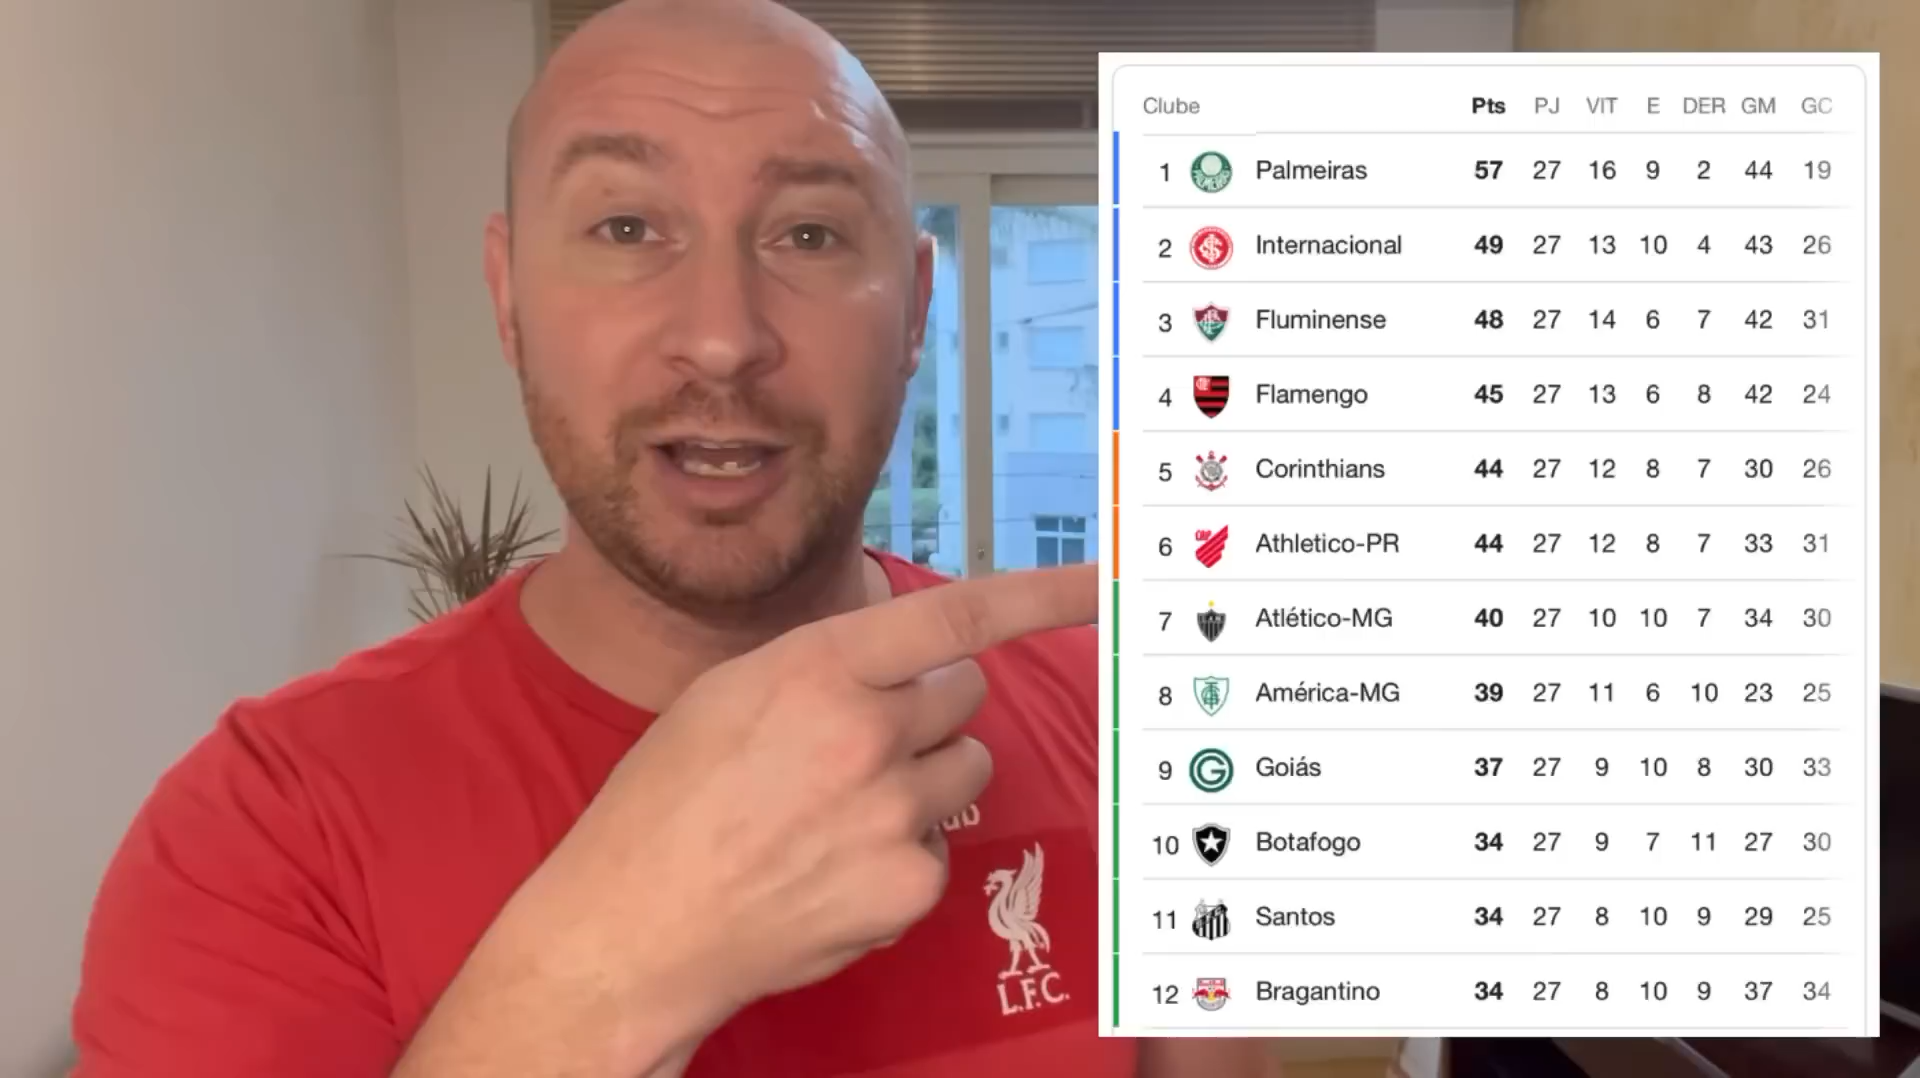 Clube Pts PJ VIT E DER GM GC
1 Palmeiras 57 27 16 9 2 44 19
2 Internacional 49 27 13 10 4 43 26
3 Fluminense 48 27 14 6 7 42 31
4 Flamengo 45 27 13 6 8 42 24
5 Corinthians 44 27 12 8 7 30 26
6 CAP Athletico-PR 44 27 12 8 7 33 31
7 Atlético-MG 40 27 10 10 7 34 30
8 América-MG 39 27 11 6 10 23 25
9 G Goiás 37 27 9 10 8 30 33
10 Botafogo 34 27 9 7 11 27 30
11 Santos 34 27 8 10 9 29 25
12 Bragantino 34 27 8 10 9 37 34
L.F.C.